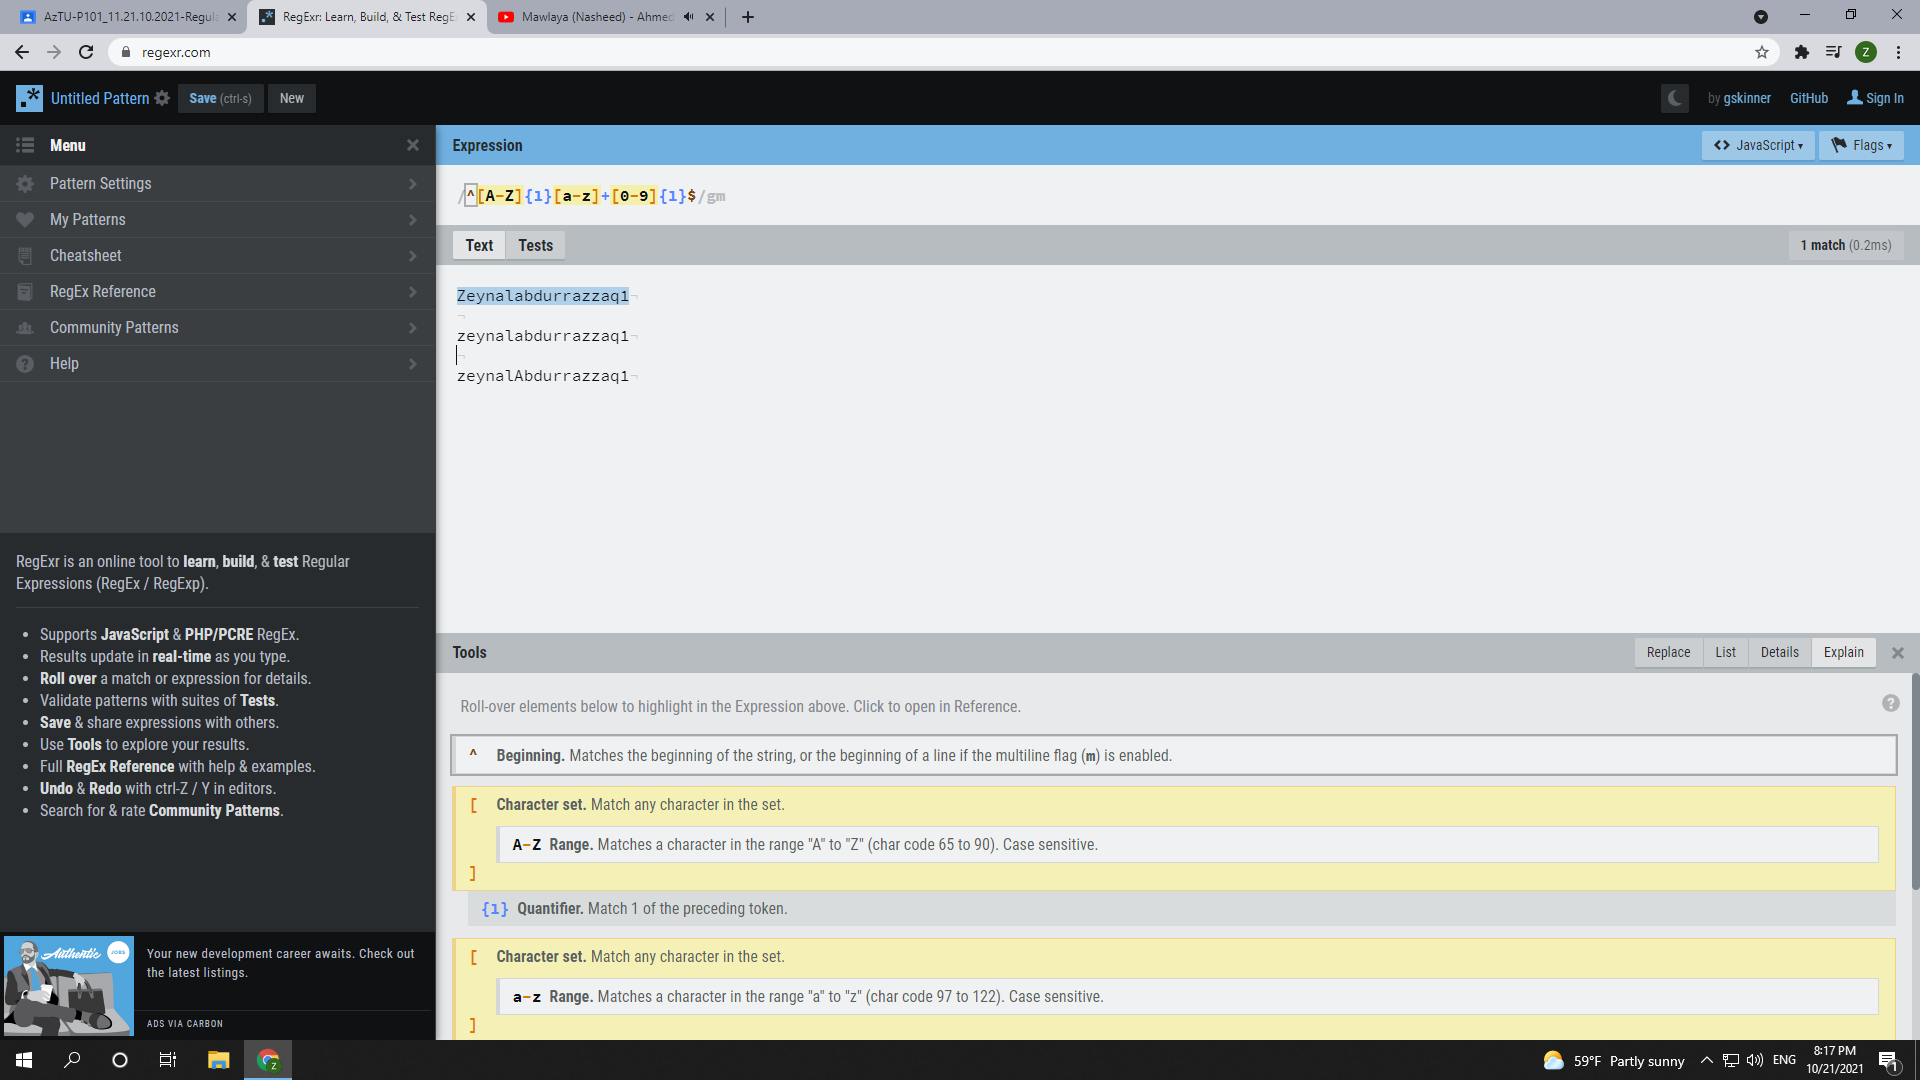 AzTU-P101_11.21.10.2021-Regula
RegExr: Learn, Build, & Test RegE
Mawlaya (Nasheed) - Ahmed
regexr.com
Z
Untitled Pattern
Save (ctrl-s)
New
by gskinner
GitHub
Sign In
Menu
Pattern Settings
My Patterns
Cheatsheet
RegEx Reference
Community Patterns
Help
RegExr is an online tool to learn, build, & test Regular
Expressions (RegEx / RegExp).
Supports JavaScript & PHP/PCRE RegEx.
Results update in real-time as you type.
Roll over a match or expression for details.
Validate patterns with suites of Tests.
Save & share expressions with others.
Use Tools to explore your results.
Full RegEx Reference with help & examples.
Undo & Redo with ctrl-Z / Y in editors.
Search for & rate Community Patterns.
Authentic JOBS
Your new development career awaits. Check out
the latest listings.
ADS VIA CARBON
Expression
JavaScript
Flags
/^[A-Z]{1}[a-z]+[0-9]{1}$/gm
Text
Tests
1 match (0.2ms)
Zeynalabdurrazzaq1
zeynalabdurrazzaq1
zeynalAbdurrazzaq1
Tools
Replace
List
Details
Explain
Roll-over elements below to highlight in the Expression above. Click to open in Reference.
^ Beginning. Matches the beginning of the string, or the beginning of a line if the multiline flag (m) is enabled.
[ Character set. Match any character in the set.
A-Z Range. Matches a character in the range "A" to "Z" (char code 65 to 90). Case sensitive.
]
{1} Quantifier. Match 1 of the preceding token.
[ Character set. Match any character in the set.
a-z Range. Matches a character in the range "a" to "z" (char code 97 to 122). Case sensitive.
]
Z
59°F Partly sunny
ENG
8:17 PM
10/21/2021
1